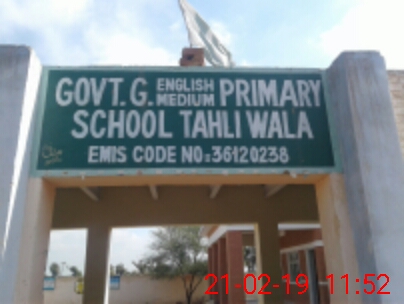 GOVT. G. ENGLISH MEDIUM PRIMARY
SCHOOL TAHLI WALA
EMIS CODE NO=36120238
21-02-19 11:52